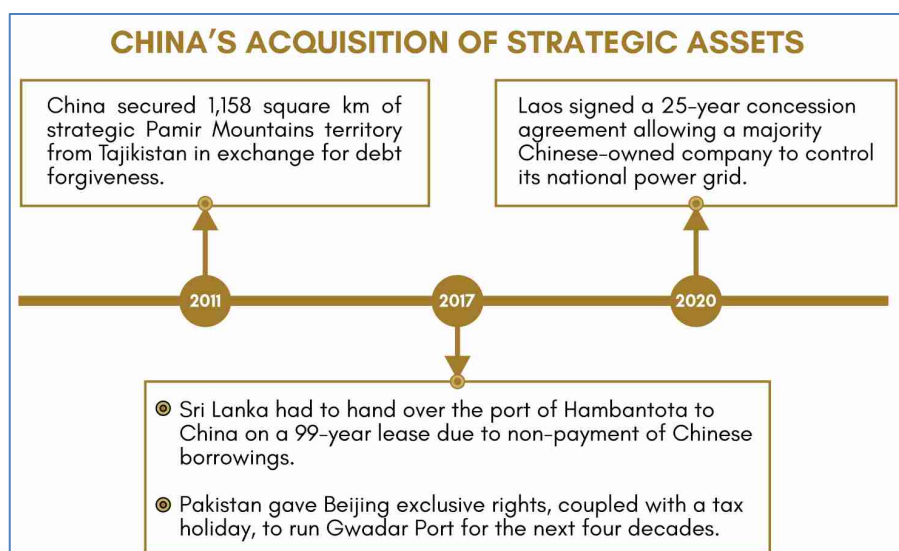 CHINA'S ACQUISITION OF STRATEGIC ASSETS
China secured 1,158 square km of
strategic Pamir Mountains territory
from Tajikistan in exchange for debt
forgiveness.
Laos signed a 25-year concession
agreement allowing a majority
Chinese-owned company to control
its national power grid.
2011
2017
2020
Sri Lanka had to hand over the port of Hambantota to
China on a 99-year lease due to non-payment of Chinese
borrowings.
Pakistan gave Beijing exclusive rights, coupled with a tax
holiday, to run Gwadar Port for the next four decades.